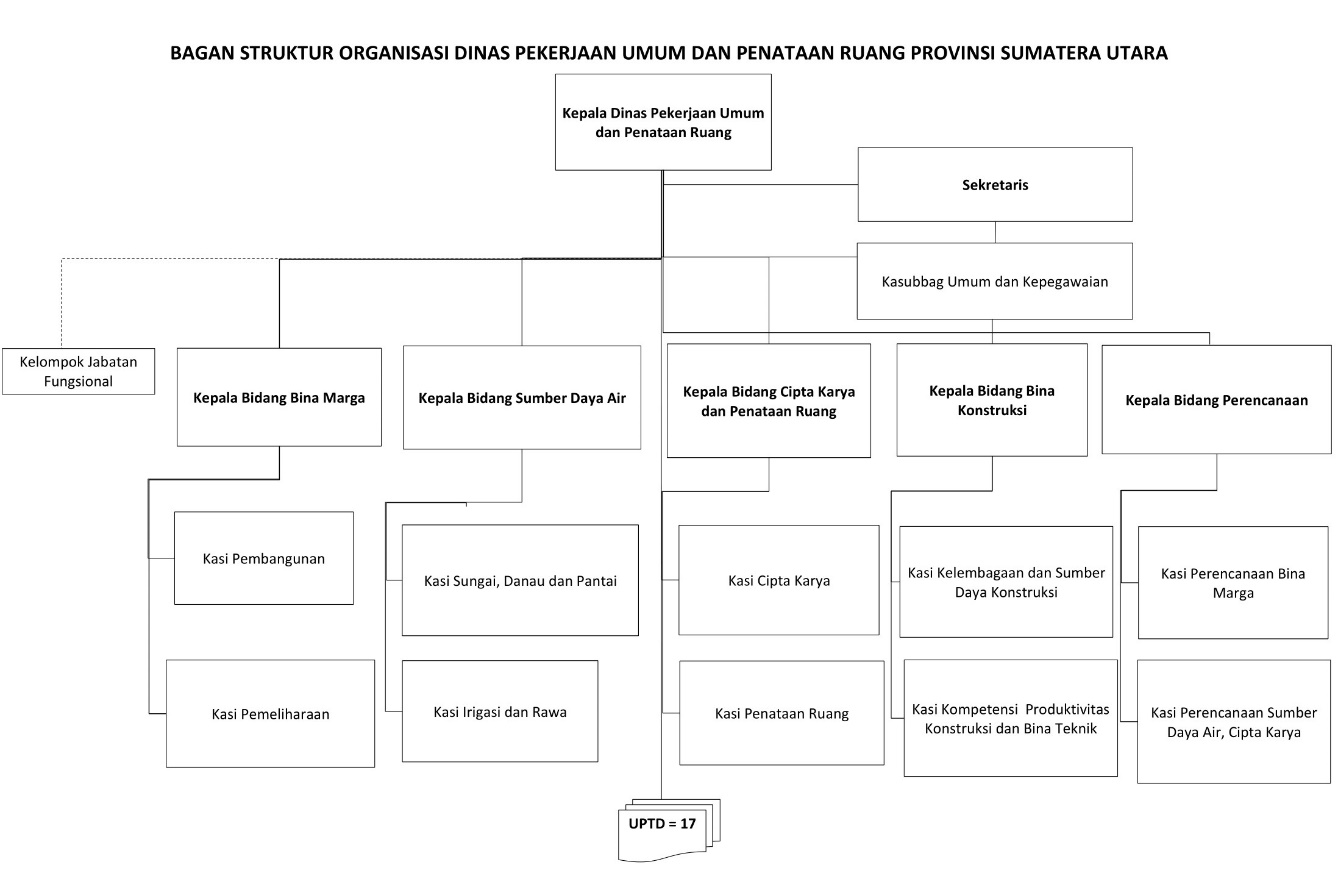 BAGAN STRUKTUR ORGANISASI DINAS PEKERJAAN UMUM DAN PENATAAN RUANG PROVINSI SUMATERA UTARA
Kepala Dinas Pekerjaan Umum
dan Penataan Ruang
Sekretaris
Kasubbag Umum dan Kepegawaian
Kelompok Jabatan
Fungsional
Kepala Bidang Bina Marga
Kepala Bidang Sumber Daya Air
Kepala Bidang Cipta Karya
dan Penataan Ruang
Kepala Bidang Bina
Konstruksi
Kepala Bidang Perencanaan
Kasi Pembangunan
Kasi Sungai, Danau dan Pantai
Kasi Cipta Karya
Kasi Kelembagaan dan Sumber
Daya Konstruksi
Kasi Perencanaan Bina
Marga
Kasi Pemeliharaan
Kasi Irigasi dan Rawa
Kasi Penataan Ruang
Kasi Kompetensi  Produktivitas
Konstruksi dan Bina Teknik
Kasi Perencanaan Sumber
Daya Air, Cipta Karya
UPTD = 17